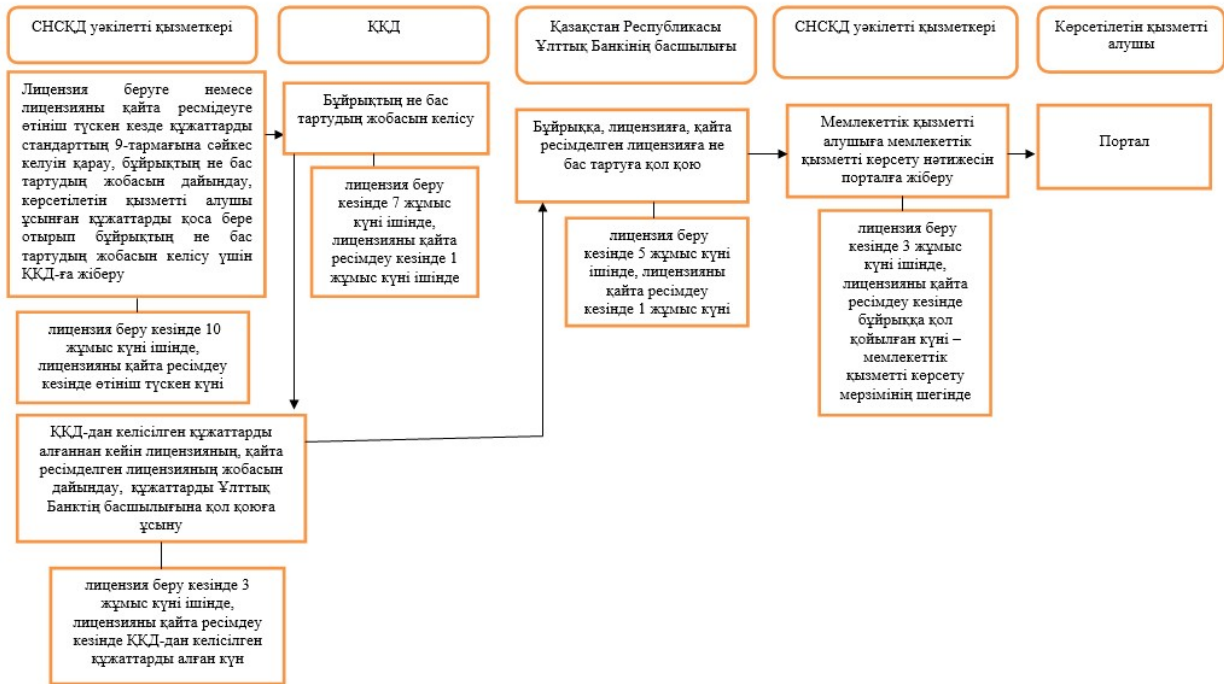 СНСҚД уәкілетті қызметкері
ҚҚД
Қазақстан Республикасы
Ұлттық Банкінің басшылығы
СНСҚД уәкілетті қызметкері
Көрсетілетін қызметті
алушы
Лицензия беруге немесе
лицензияны қайта ресмідеуге
өтініш түскен кезде құжаттарды
стандарттың 9-тармағына сәйкес
келуін қарау, бұйрықтың не бас
тартудың жобасын дайындау,
көрсетілетін қызметті алушы
ұсынған құжаттарды қоса бере
отырып бұйрықтың не бас
тартудың жобасын келісу үшін
ҚҚД-ға жіберу
лицензия беру кезінде 10
жұмыс күні ішінде,
лицензияны қайта ресімдеу
кезінде өтініш түскен күні
Бұйрықтың не бас
тартудың жобасын келісу
лицензия беру
кезінде 7 жұмыс
күні ішінде,
лицензияны қайта
ресімдеу кезінде 1
жұмыс күні ішінде
Бұйрыққа, лицензияға, қайта
ресімделген лицензияға не
бас тартуға қол қою
лицензия беру
кезінде 5 жұмыс күні
ішінде, лицензияны
қайта ресімдеу
кезінде 1 жұмыс күні
Мемлекеттік қызметті
алушыға мемлекеттік
қызметті көрсету нәтижесін
порталға жіберу
лицензия беру
кезінде 3 жұмыс
күні ішінде,
лицензияны қайта
ресімдеу кезінде
бұйрыққа қол
қойылған күні –
мемлекеттік
қызметті көрсету
мерзімінің шегінде
Портал
ҚҚД-дан келісілген құжаттарды
алғаннан кейін лицензияның, қайта
ресімделген лицензияның жобасын
дайындау, құжаттарды Ұлттық
Банктің басшылығына қол қоюға
ұсыну
лицензия беру кезінде 3
жұмыс күні ішінде,
лицензияны қайта ресімдеу
кезінде ҚҚД-дан келісілген
құжаттарды алған күн